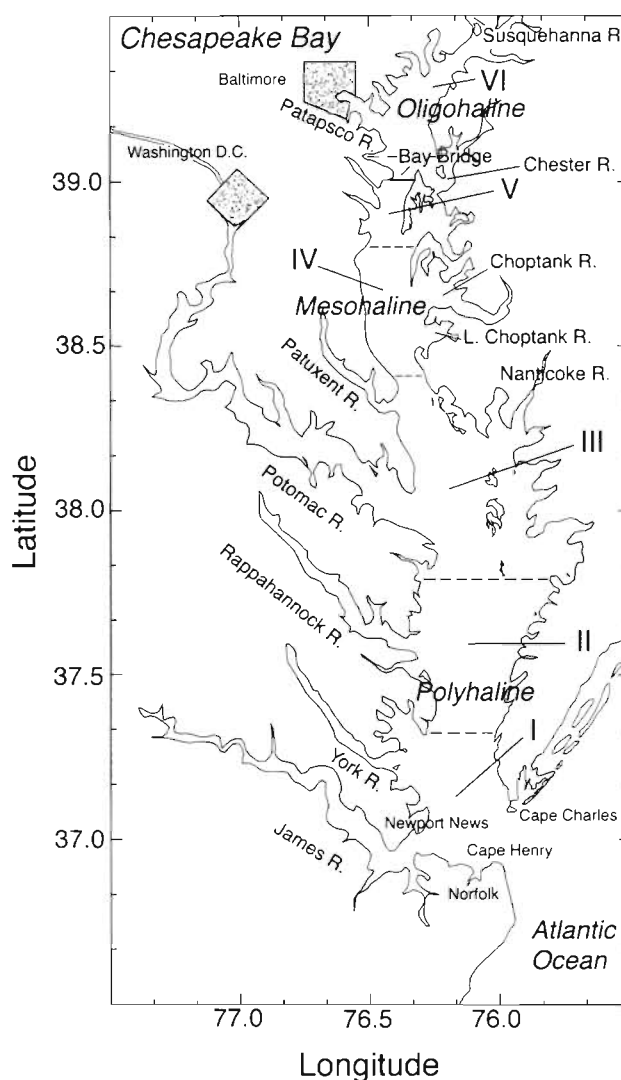 Chesapeake Bay
Susquehanna R
Baltimore
VI
Oligohaline
Patapsco R.
Washington D.C.
Bay Bridge
Chester R.
39.0
V
IV
Choptank R.
Mesohaline
L. Choptank R.
38.5
Patuxent R.
Nanticoke R.
III
38.0
Potomac R.
Latitude
Rappahannock R.
II
37.5
Polyhaline
I
York R.
Newport News
Cape Charles
37.0
James R.
Cape Henry
Norfolk
Atlantic
Ocean
77.0
76.5
76.0
Longitude